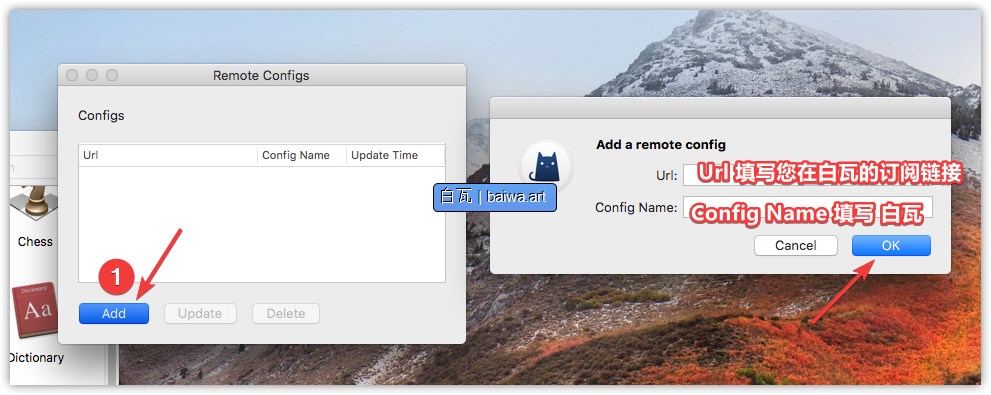 Remote Configs
Configs
Url
Config Name
Update Time
Chess
Dictionary
Aa
Dictionary
1
Add
Update
Delete
白瓦 | baiwa.art
Add a remote config
Url:
Url 填写您在白瓦的订阅链接
Config Name:
Config Name 填写 白瓦
Cancel
OK